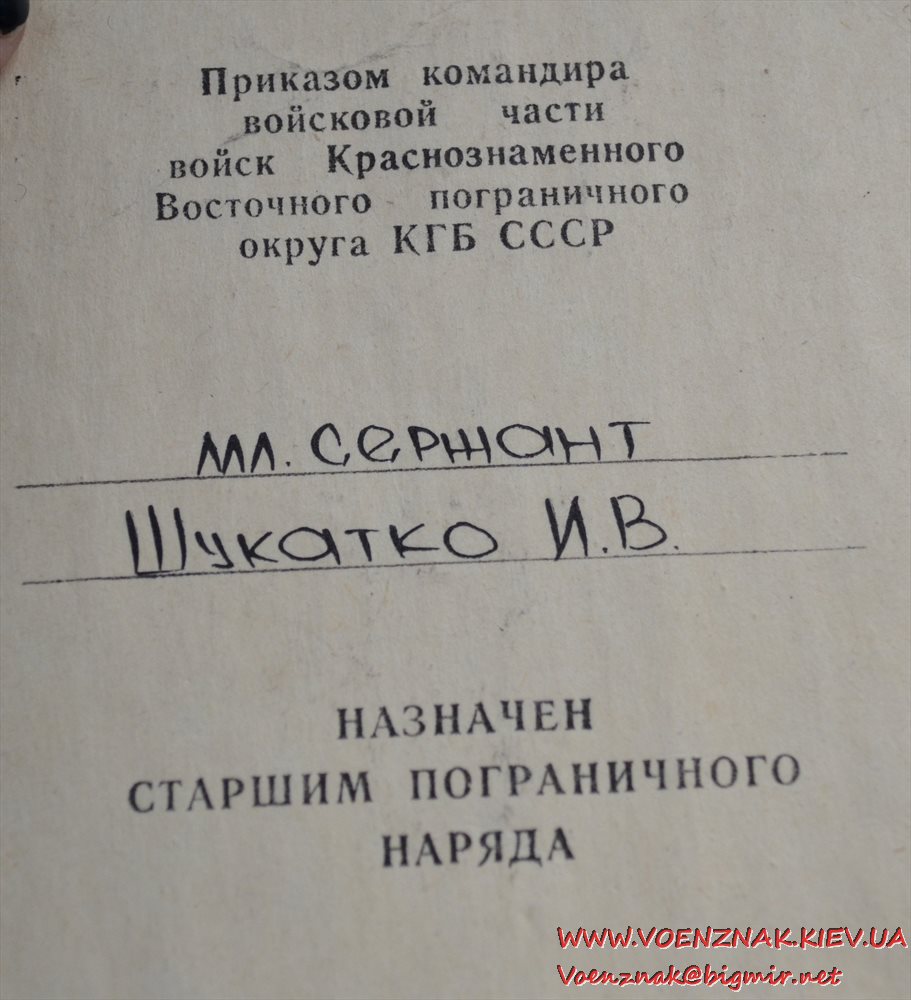 Приказом командира
войсковой части
войск Краснознаменного
Восточного пограничного
округа КГБ СССР
мл. сержант
Шукатко И.В.
НАЗНАЧЕН
СТАРШИМ ПОГРАНИЧНОГО
НАРЯДА
WWW.VOENZNAK.KIEV.UA
Voenznak@bigmir.net